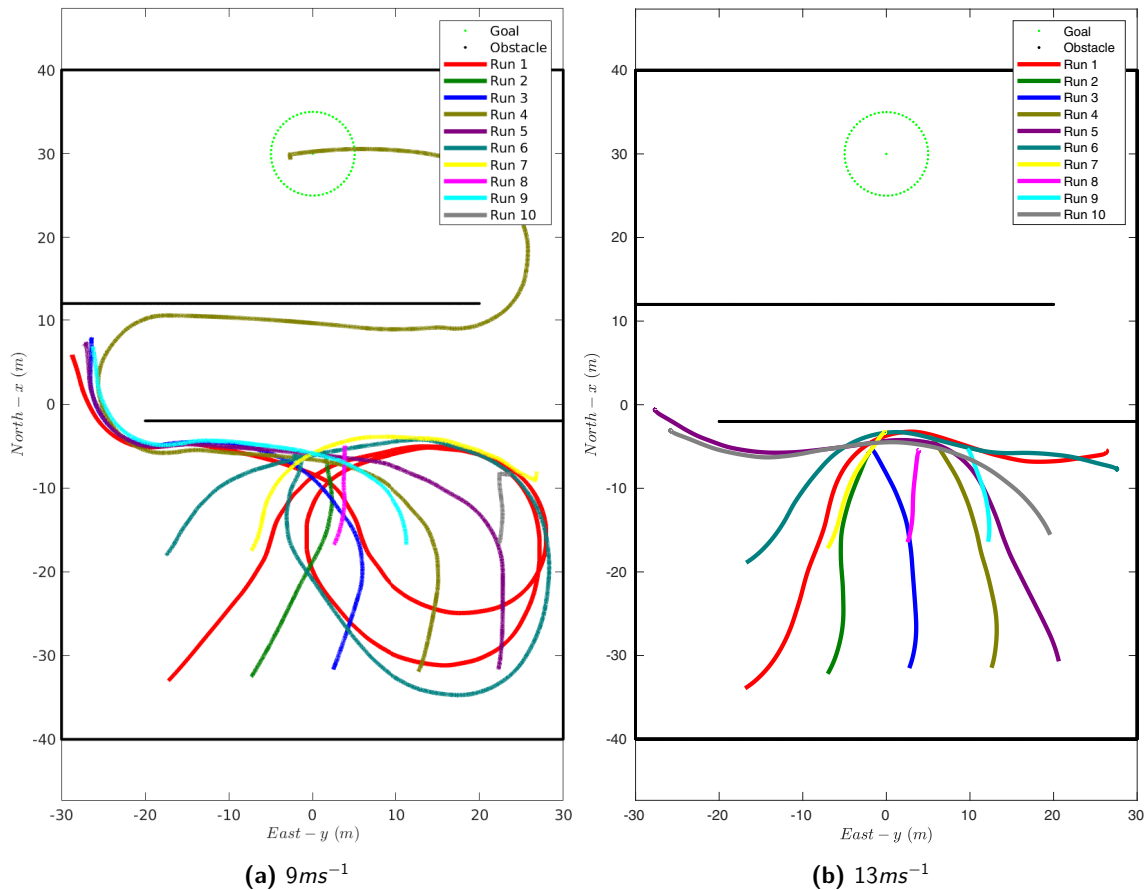 Goal
Obstacle
Run 1
Run 2
Run 3
Run 4
Run 5
Run 6
Run 7
Run 8
Run 9
Run 10
40
30
20
10
0
-10
-20
-30
-40
North - x (m)
-30 -20 -10 0 10 20 30
East - y (m)
(a) 9ms⁻¹
Goal
Obstacle
Run 1
Run 2
Run 3
Run 4
Run 5
Run 6
Run 7
Run 8
Run 9
Run 10
40
30
20
10
0
-10
-20
-30
-40
North - x (m)
-30 -20 -10 0 10 20 30
East - y (m)
(b) 13ms⁻¹